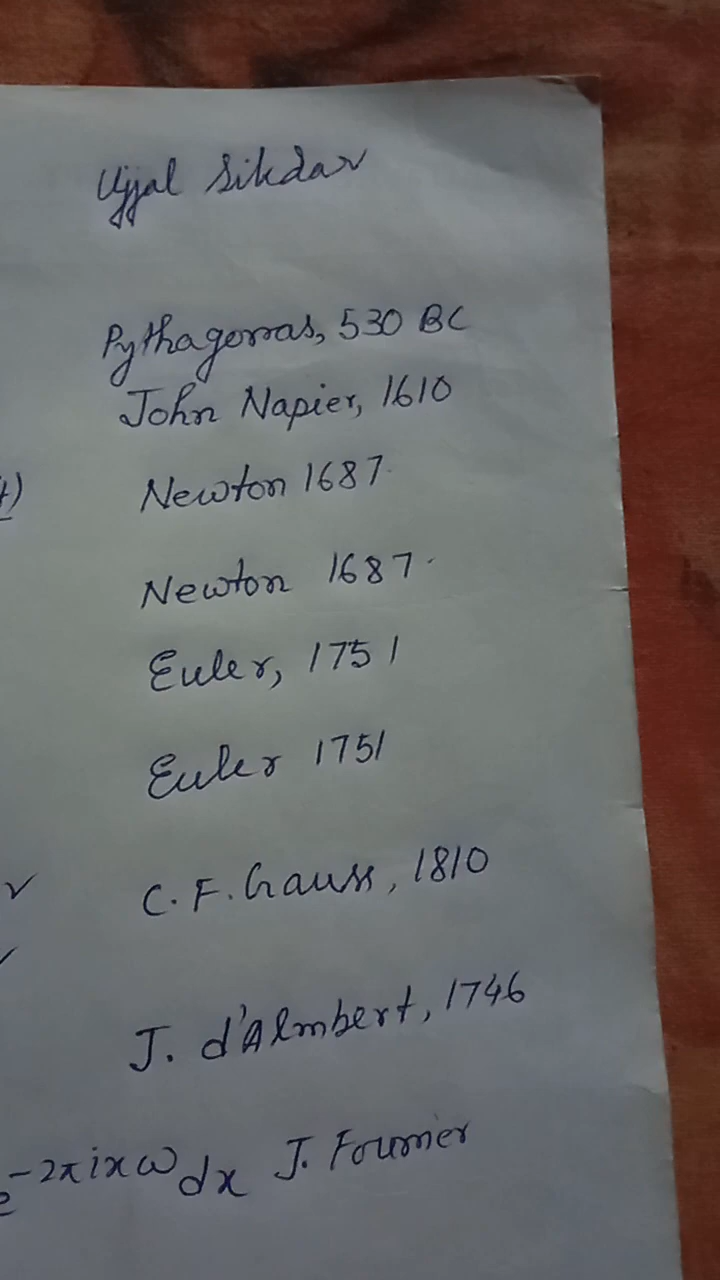 Ujjal Sikdar
Pythagorras, 530 BC
John Napier, 1610
t) Newton 1687.
Newton 1687.
Euler, 1751
Euler 1751
C.F. Gauss, 1810
J. d'Almbert, 1746
e^-2πixω dx J. Fourier